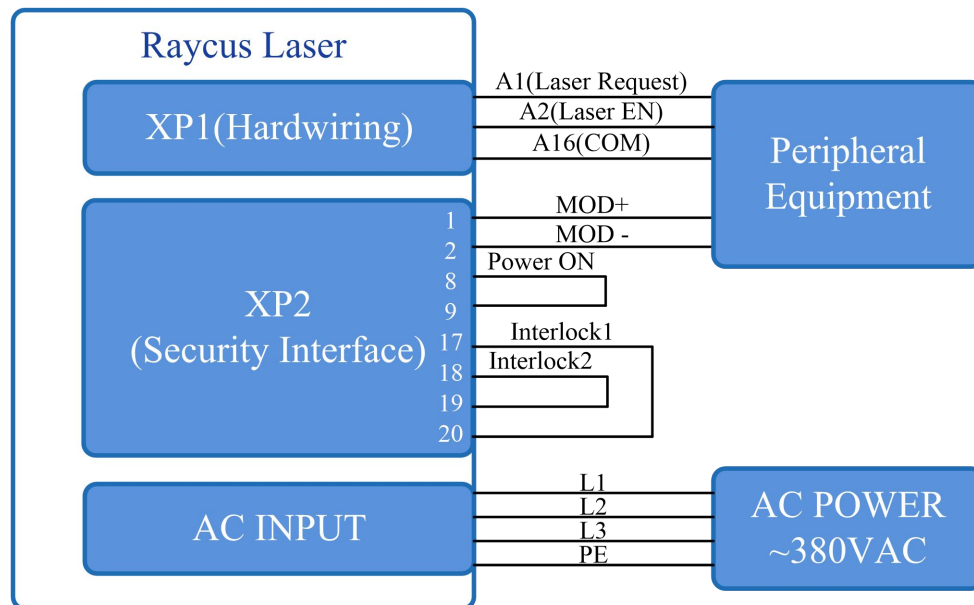 Raycus Laser
XP1(Hardwiring)
A1(Laser Request)
A2(Laser EN)
A16(COM)
Peripheral
Equipment
XP2
(Security Interface)
1
2
8
9
17
18
19
20
MOD+
MOD -
Power ON
Interlock1
Interlock2
AC INPUT
L1
L2
L3
PE
AC POWER
~380VAC